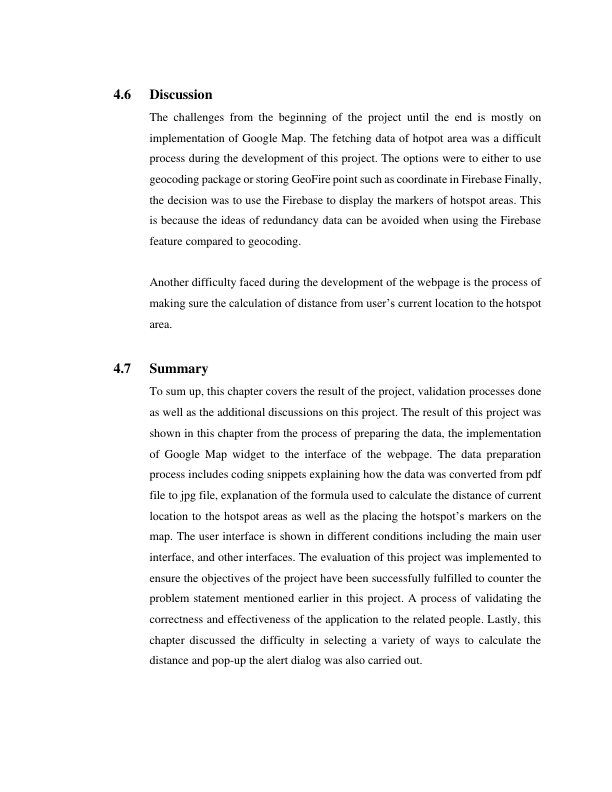 4.6 Discussion
The challenges from the beginning of the project until the end is mostly on
implementation of Google Map. The fetching data of hotpot area was a difficult
process during the development of this project. The options were to either to use
geocoding package or storing GeoFire point such as coordinate in Firebase Finally,
the decision was to use the Firebase to display the markers of hotspot areas. This
is because the ideas of redundancy data can be avoided when using the Firebase
feature compared to geocoding.
Another difficulty faced during the development of the webpage is the process of
making sure the calculation of distance from user’s current location to the hotspot
area.
4.7 Summary
To sum up, this chapter covers the result of the project, validation processes done
as well as the additional discussions on this project. The result of this project was
shown in this chapter from the process of preparing the data, the implementation
of Google Map widget to the interface of the webpage. The data preparation
process includes coding snippets explaining how the data was converted from pdf
file to jpg file, explanation of the formula used to calculate the distance of current
location to the hotspot areas as well as the placing the hotspot’s markers on the
map. The user interface is shown in different conditions including the main user
interface, and other interfaces. The evaluation of this project was implemented to
ensure the objectives of the project have been successfully fulfilled to counter the
problem statement mentioned earlier in this project. A process of validating the
correctness and effectiveness of the application to the related people. Lastly, this
chapter discussed the difficulty in selecting a variety of ways to calculate the
distance and pop-up the alert dialog was also carried out.